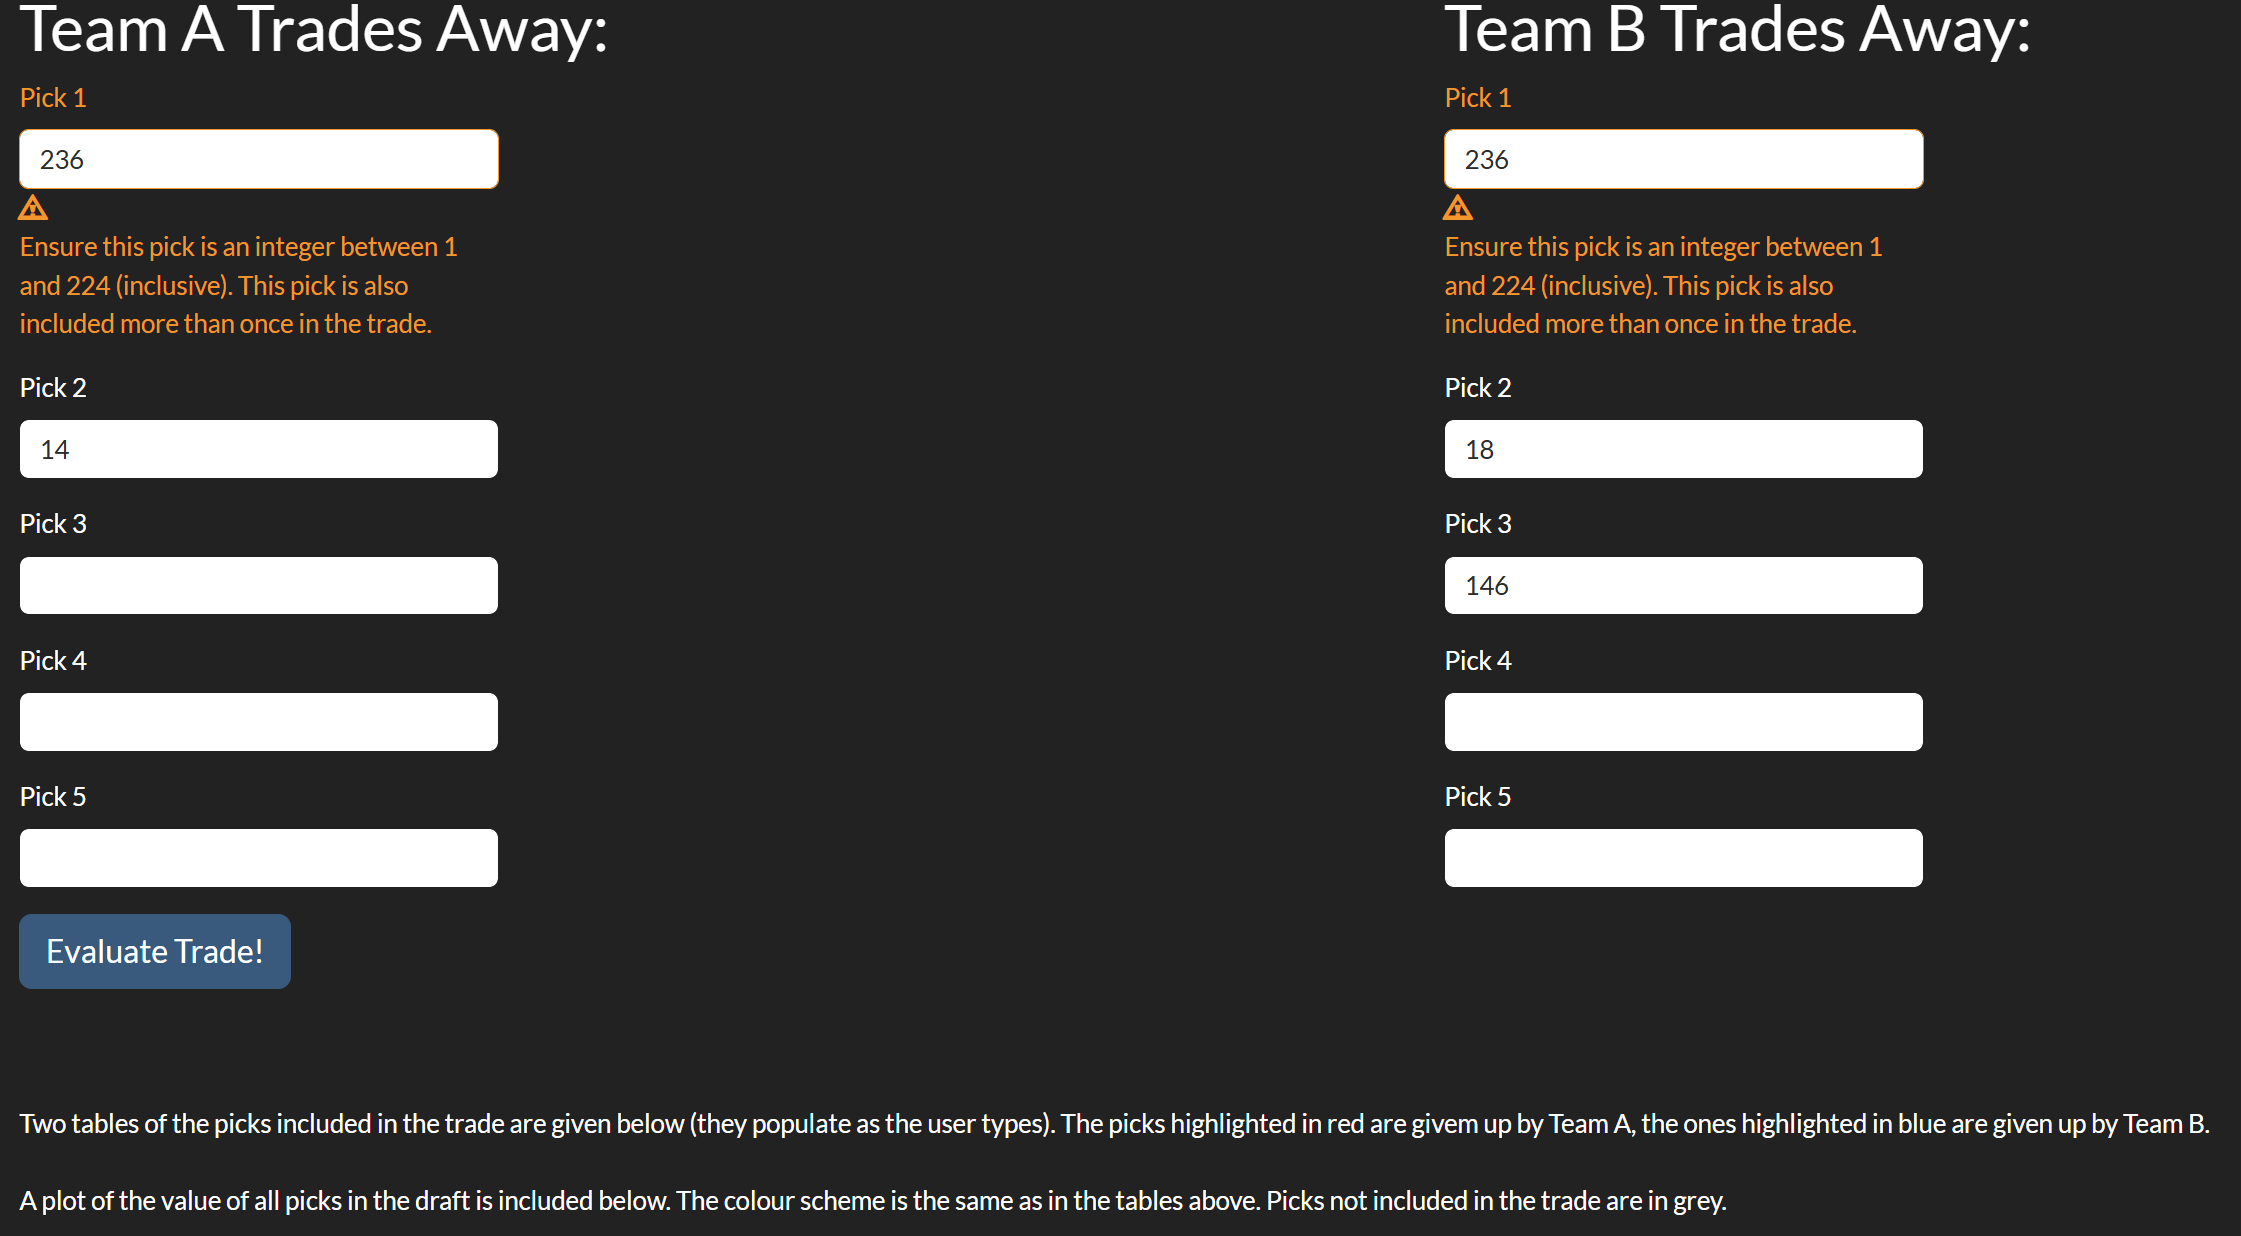 Team A Trades Away:
Pick 1
236
Ensure this pick is an integer between 1
and 224 (inclusive). This pick is also
included more than once in the trade.
Pick 2
14
Pick 3
Pick 4
Pick 5
Evaluate Trade!
Team B Trades Away:
Pick 1
236
Ensure this pick is an integer between 1
and 224 (inclusive). This pick is also
included more than once in the trade.
Pick 2
18
Pick 3
146
Pick 4
Pick 5
Two tables of the picks included in the trade are given below (they populate as the user types). The picks highlighted in red are givem up by Team A, the ones highlighted in blue are given up by Team B.
A plot of the value of all picks in the draft is included below. The colour scheme is the same as in the tables above. Picks not included in the trade are in grey.